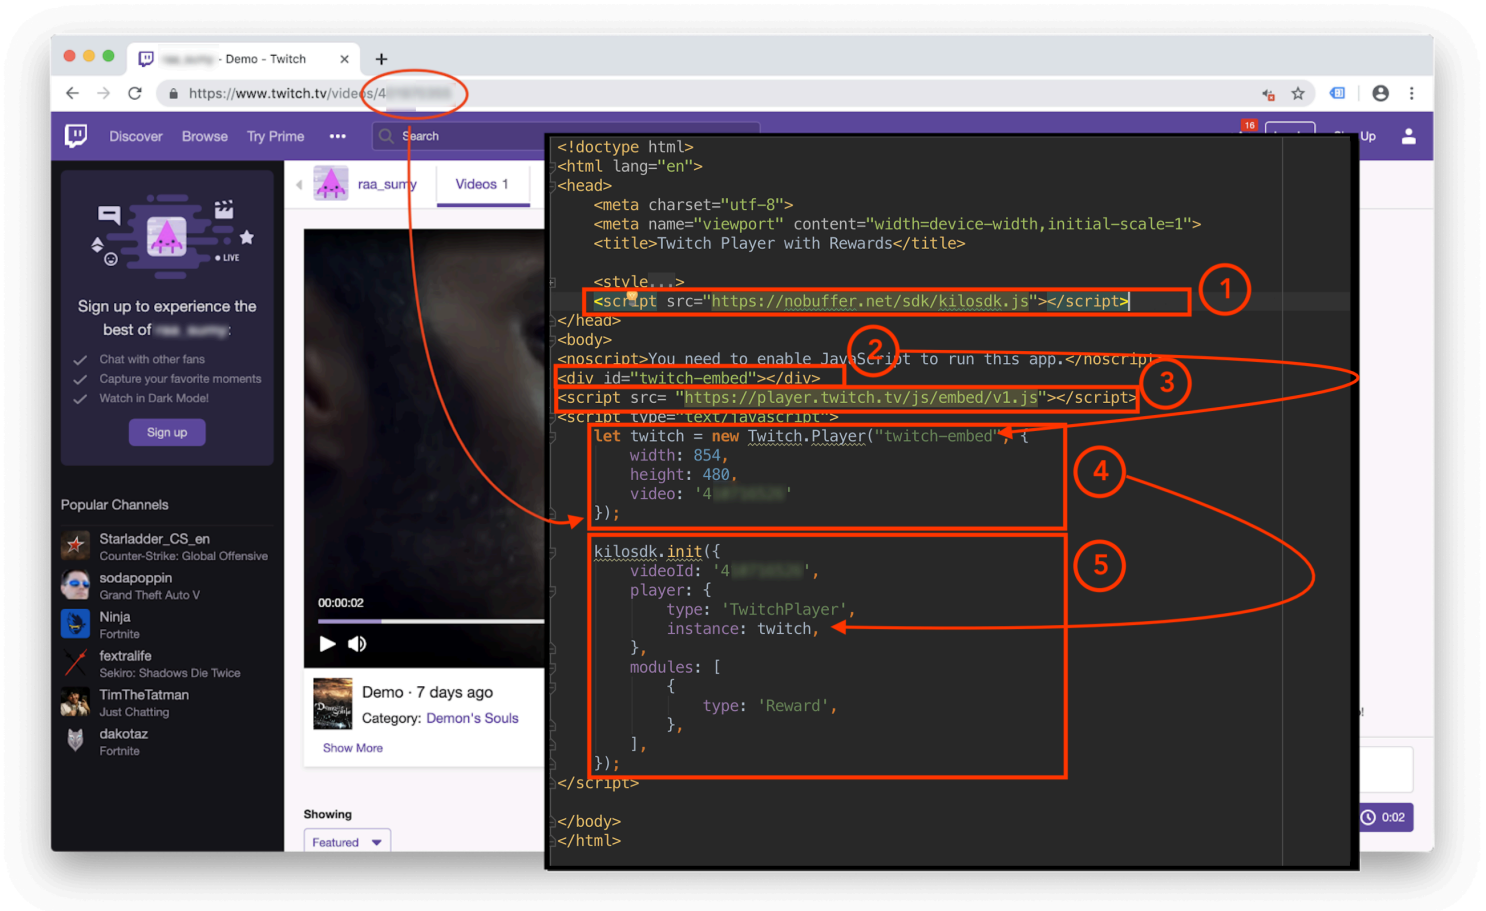 - Demo - Twitch
https://www.twitch.tv/videos/4
Discover Browse Try Prime ••• Search
16
Up
raa_sumy Videos 1
LIVE
Sign up to experience the
best of :
Chat with other fans
Capture your favorite moments
Watch in Dark Mode!
Sign up
Popular Channels
Starladder_CS_en
Counter-Strike: Global Offensive
sodapoppin
Grand Theft Auto V
Ninja
Fortnite
fextralife
Sekiro: Shadows Die Twice
TimTheTatman
Just Chatting
dakotaz
Fortnite
00:00:02
Demo · 7 days ago
Category: Demon's Souls
Show More
Showing
Featured
<!doctype html>
<html lang="en">
<head>
<meta charset="utf-8">
<meta name="viewport" content="width=device-width,initial-scale=1">
<title>Twitch Player with Rewards</title>
<style...>
<script src="https://nobuffer.net/sdk/kilosdk.js"></script>
1
</head>
<body>
<noscript>You need to enable JavaScript to run this app.</noscript
2
<div id="twitch-embed"></div>
<script src= "https://player.twitch.tv/js/embed/v1.js"></script>
3
<script type="text/javascript">
let twitch = new Twitch.Player("twitch-embed", {
width: 854,
height: 480,
video: '4 '
});
4
kilosdk.init({
videoId: '4 ',
player: {
type: 'TwitchPlayer',
instance: twitch,
},
modules: [
{
type: 'Reward',
},
],
});
5
</script>
</body>
</html>
0:02